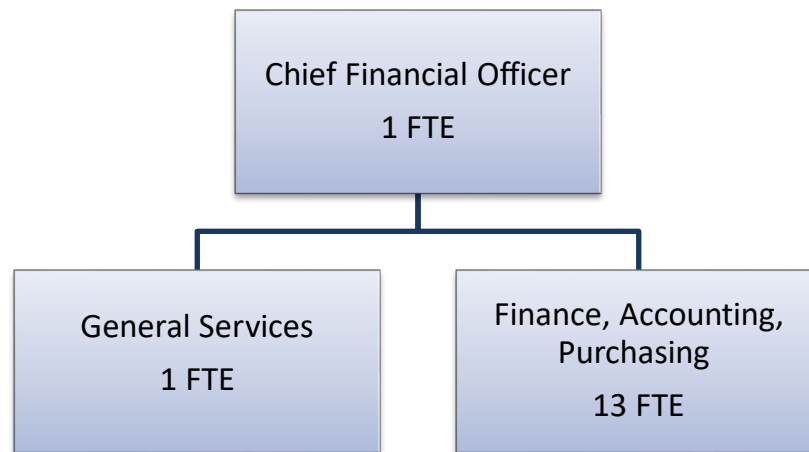 Chief Financial Officer
1 FTE
General Services
1 FTE
Finance, Accounting,
Purchasing
13 FTE